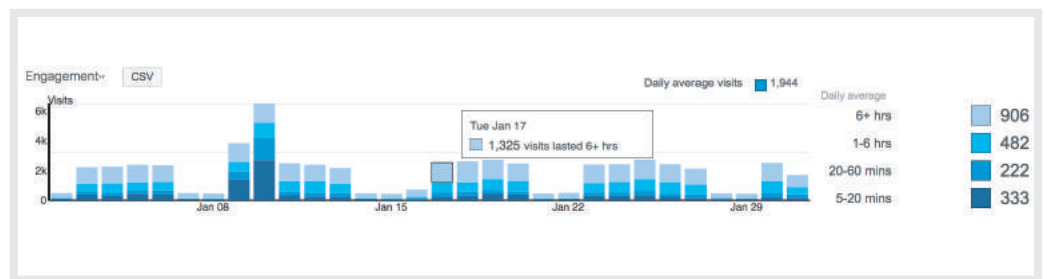 Engagement
CSV
Daily average visits 1,944
Visits
6k
4k
2k
0
Jan 08
Jan 15
Jan 22
Jan 29
Tue Jan 17
1,325 visits lasted 6+ hrs
Daily average
6+ hrs 906
1-6 hrs 482
20-60 mins 222
5-20 mins 333